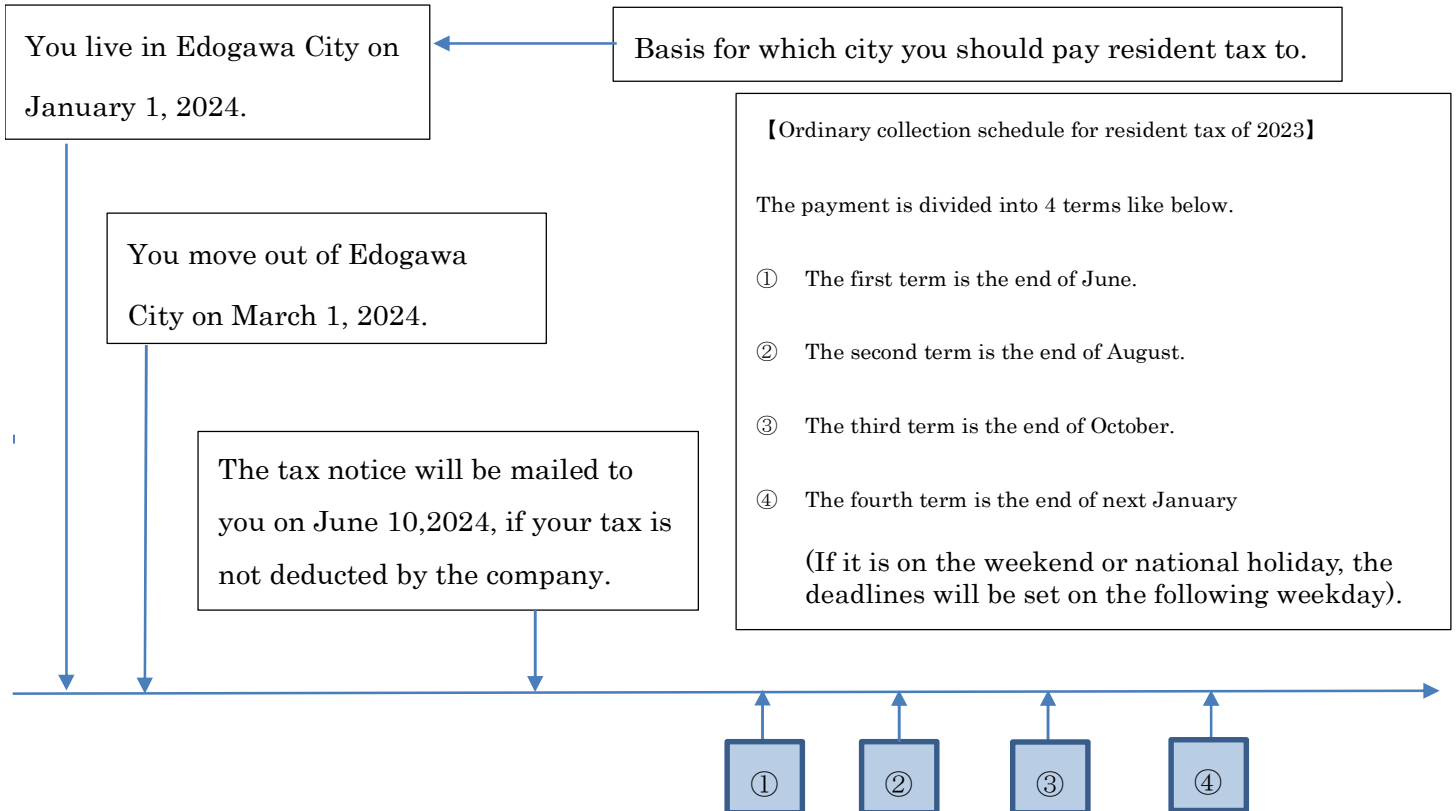 You live in Edogawa City on
January 1, 2024.
Basis for which city you should pay resident tax to.
You move out of Edogawa
City on March 1, 2024.
The tax notice will be mailed to
you on June 10,2024, if your tax is
not deducted by the company.
【Ordinary collection schedule for resident tax of 2023】
The payment is divided into 4 terms like below.
① The first term is the end of June.
② The second term is the end of August.
③ The third term is the end of October.
④ The fourth term is the end of next January
(If it is on the weekend or national holiday, the
deadlines will be set on the following weekday).
①
②
③
④